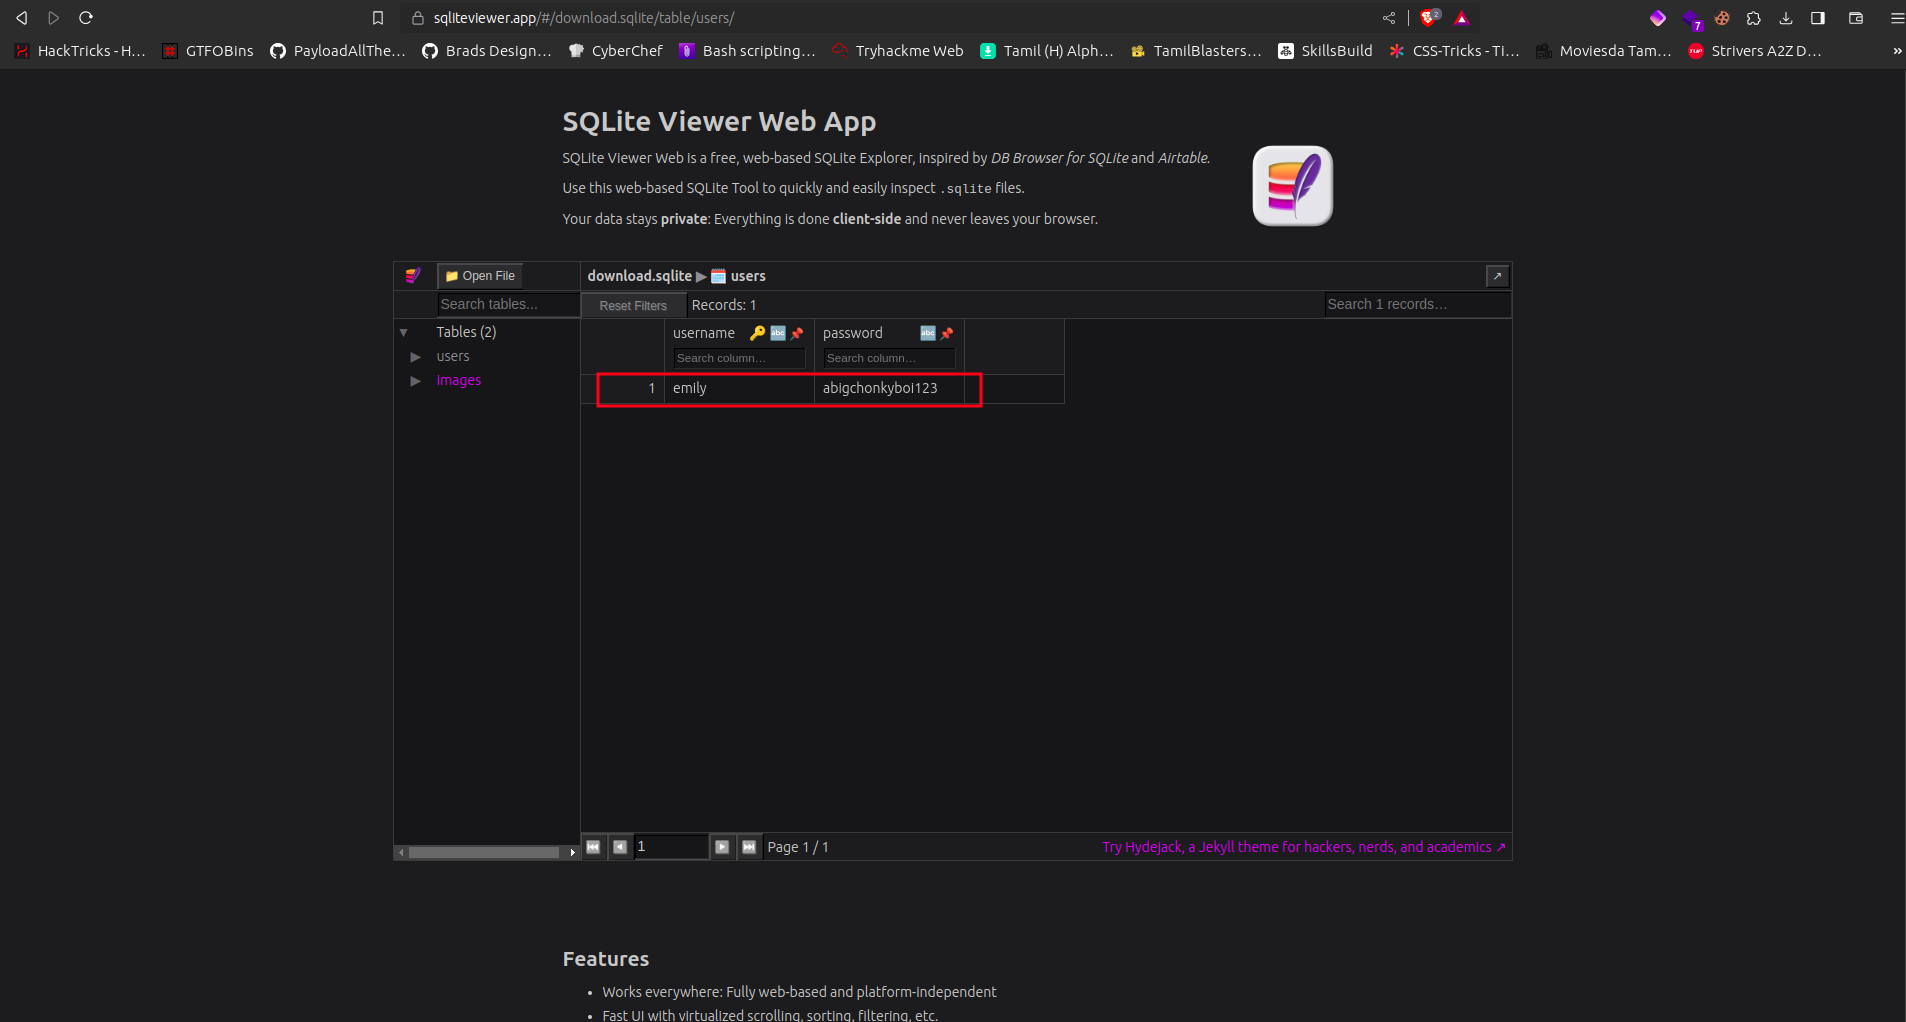 sqliteviewer.app/#/download.sqlite/table/users/
2
7
HackTricks - H... GTFOBins PayloadAllThe... Brads Design... CyberChef Bash scripting... Tryhackme Web Tamil (H) Alph... TamilBlasters... SkillsBuild CSS-Tricks - Ti... Moviesda Tam... Strivers A2Z D... »
SQLite Viewer Web App
SQLite Viewer Web is a free, web-based SQLite Explorer, inspired by DB Browser for SQLite and Airtable.
Use this web-based SQLite Tool to quickly and easily inspect .sqlite files.
Your data stays private: Everything is done client-side and never leaves your browser.
Open File download.sqlite ▶ users
Search tables... Reset Filters Records: 1 Search 1 records...
Tables (2) username password
users Search column... Search column...
images
1 emily abigchonkyboi123
1 Page 1 / 1 Try Hydejack, a Jekyll theme for hackers, nerds, and academics ↗
Features
• Works everywhere: Fully web-based and platform-independent
• Fast UI with virtualized scrolling, sorting, filtering, etc.